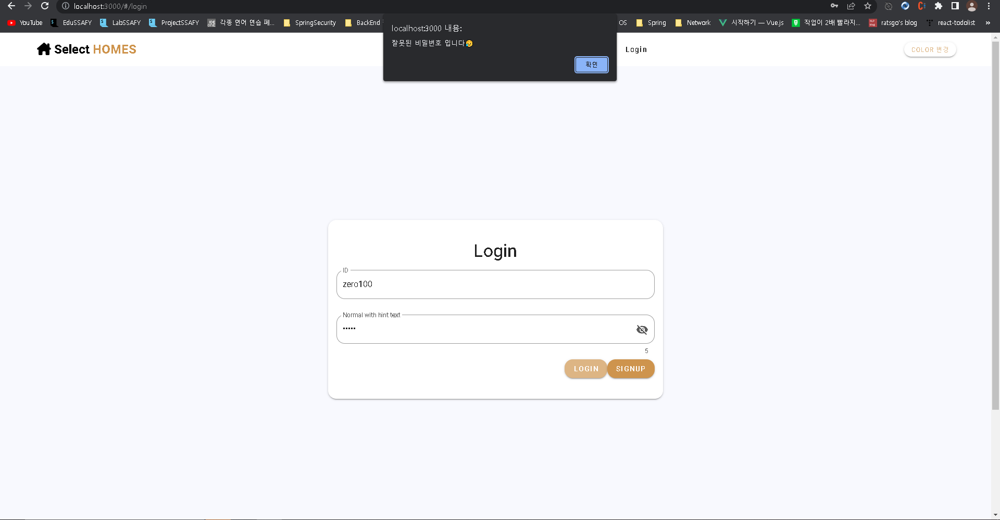 localhost:3000/#/login
YouTube EduSSAFY LabSSAFY ProjectSSAFY 각종 언어 연습 페... SpringSecurity BackEnd OS Spring Network 시작하기 — Vue.js 작업이 2배 빨라지... ratsgo's blog react-todolist »
localhost:3000 내용:
잘못된 비밀번호 입니다😥
확인
Select HOMES
Login
COLOR 변경
Login
ID
zero100
Normal with hint text
•••••
5
LOGIN SIGNUP